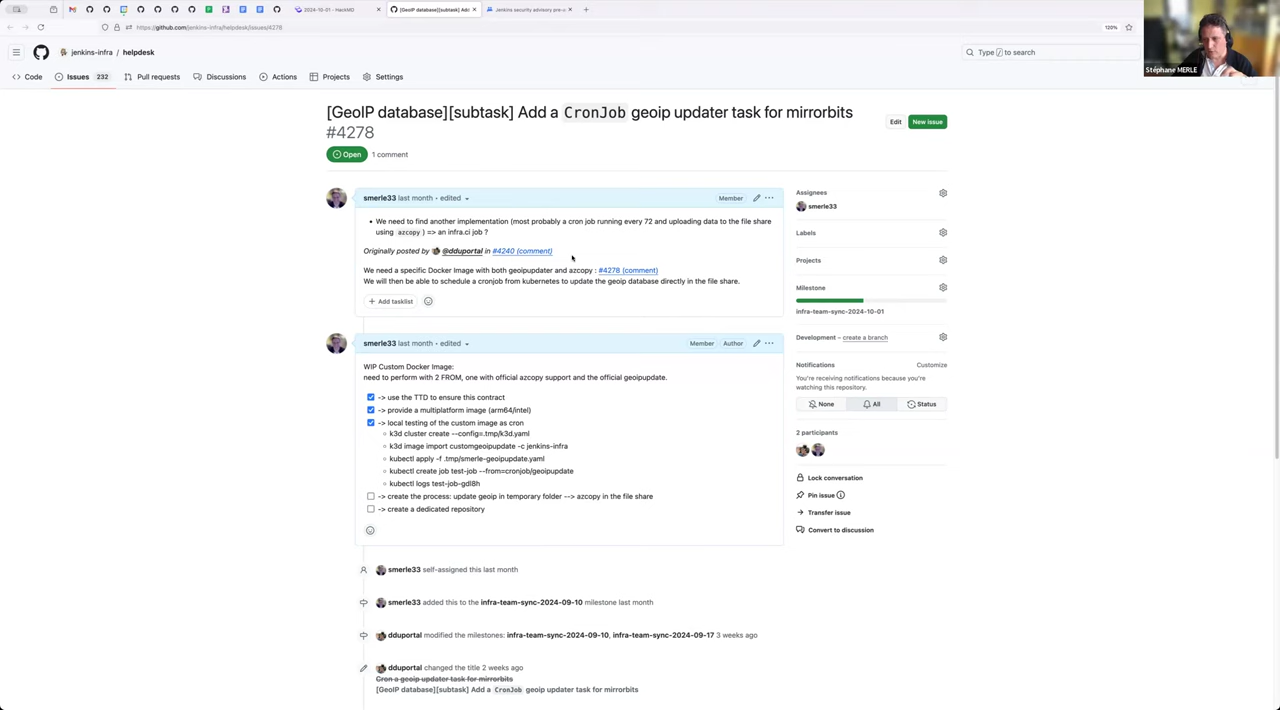 2024-10-01 - HackMD
[GeoIP database][subtask] Add
Jenkins security advisory pre-
https://github.com/jenkins-infra/helpdesk/issues/4278
120%
jenkins-infra / helpdesk
Type / to search
Stéphane MERLE
Code
Issues 232
Pull requests
Discussions
Actions
Projects
Settings
[GeoIP database][subtask] Add a CronJob geoip updater task for mirrorbits
#4278
Edit
New issue
Open
1 comment
smerle33 last month • edited
Member
• We need to find another implementation (most probably a cron job running every 72 and uploading data to the file share
using azcopy ) => an infra.ci job ?
Originally posted by @dduportal in #4240 (comment)
We need a specific Docker Image with both geoipupdater and azcopy : #4278 (comment)
We will then be able to schedule a cronjob from kubernetes to update the geoip database directly in the file share.
+ Add tasklist
smerle33 last month • edited
Member
Author
WIP Custom Docker Image:
need to perform with 2 FROM, one with official azcopy support and the official geoipupdate.
-> use the TTD to ensure this contract
-> provide a multiplatform image (arm64/intel)
-> local testing of the custom image as cron
k3d cluster create --config=.tmp/k3d.yaml
k3d image import customgeoipupdate -c jenkins-infra
kubectl apply -f .tmp/smerle-geoipupdate.yaml
kubectl create job test-job --from=cronjob/geoipupdate
kubectl logs test-job-gdl8h
-> create the process: update geoip in temporary folder --> azcopy in the file share
-> create a dedicated repository
smerle33 self-assigned this last month
smerle33 added this to the infra-team-sync-2024-09-10 milestone last month
dduportal modified the milestones: infra-team-sync-2024-09-10, infra-team-sync-2024-09-17 3 weeks ago
dduportal changed the title 2 weeks ago
Cron a geoip updater task for mirrorbits
[GeoIP database][subtask] Add a CronJob geoip updater task for mirrorbits
Assignees
smerle33
Labels
Projects
Milestone
infra-team-sync-2024-10-01
Development – create a branch
Notifications
Customize
You're receiving notifications because you're
watching this repository.
None
All
Status
2 participants
Lock conversation
Pin issue
Transfer issue
Convert to discussion